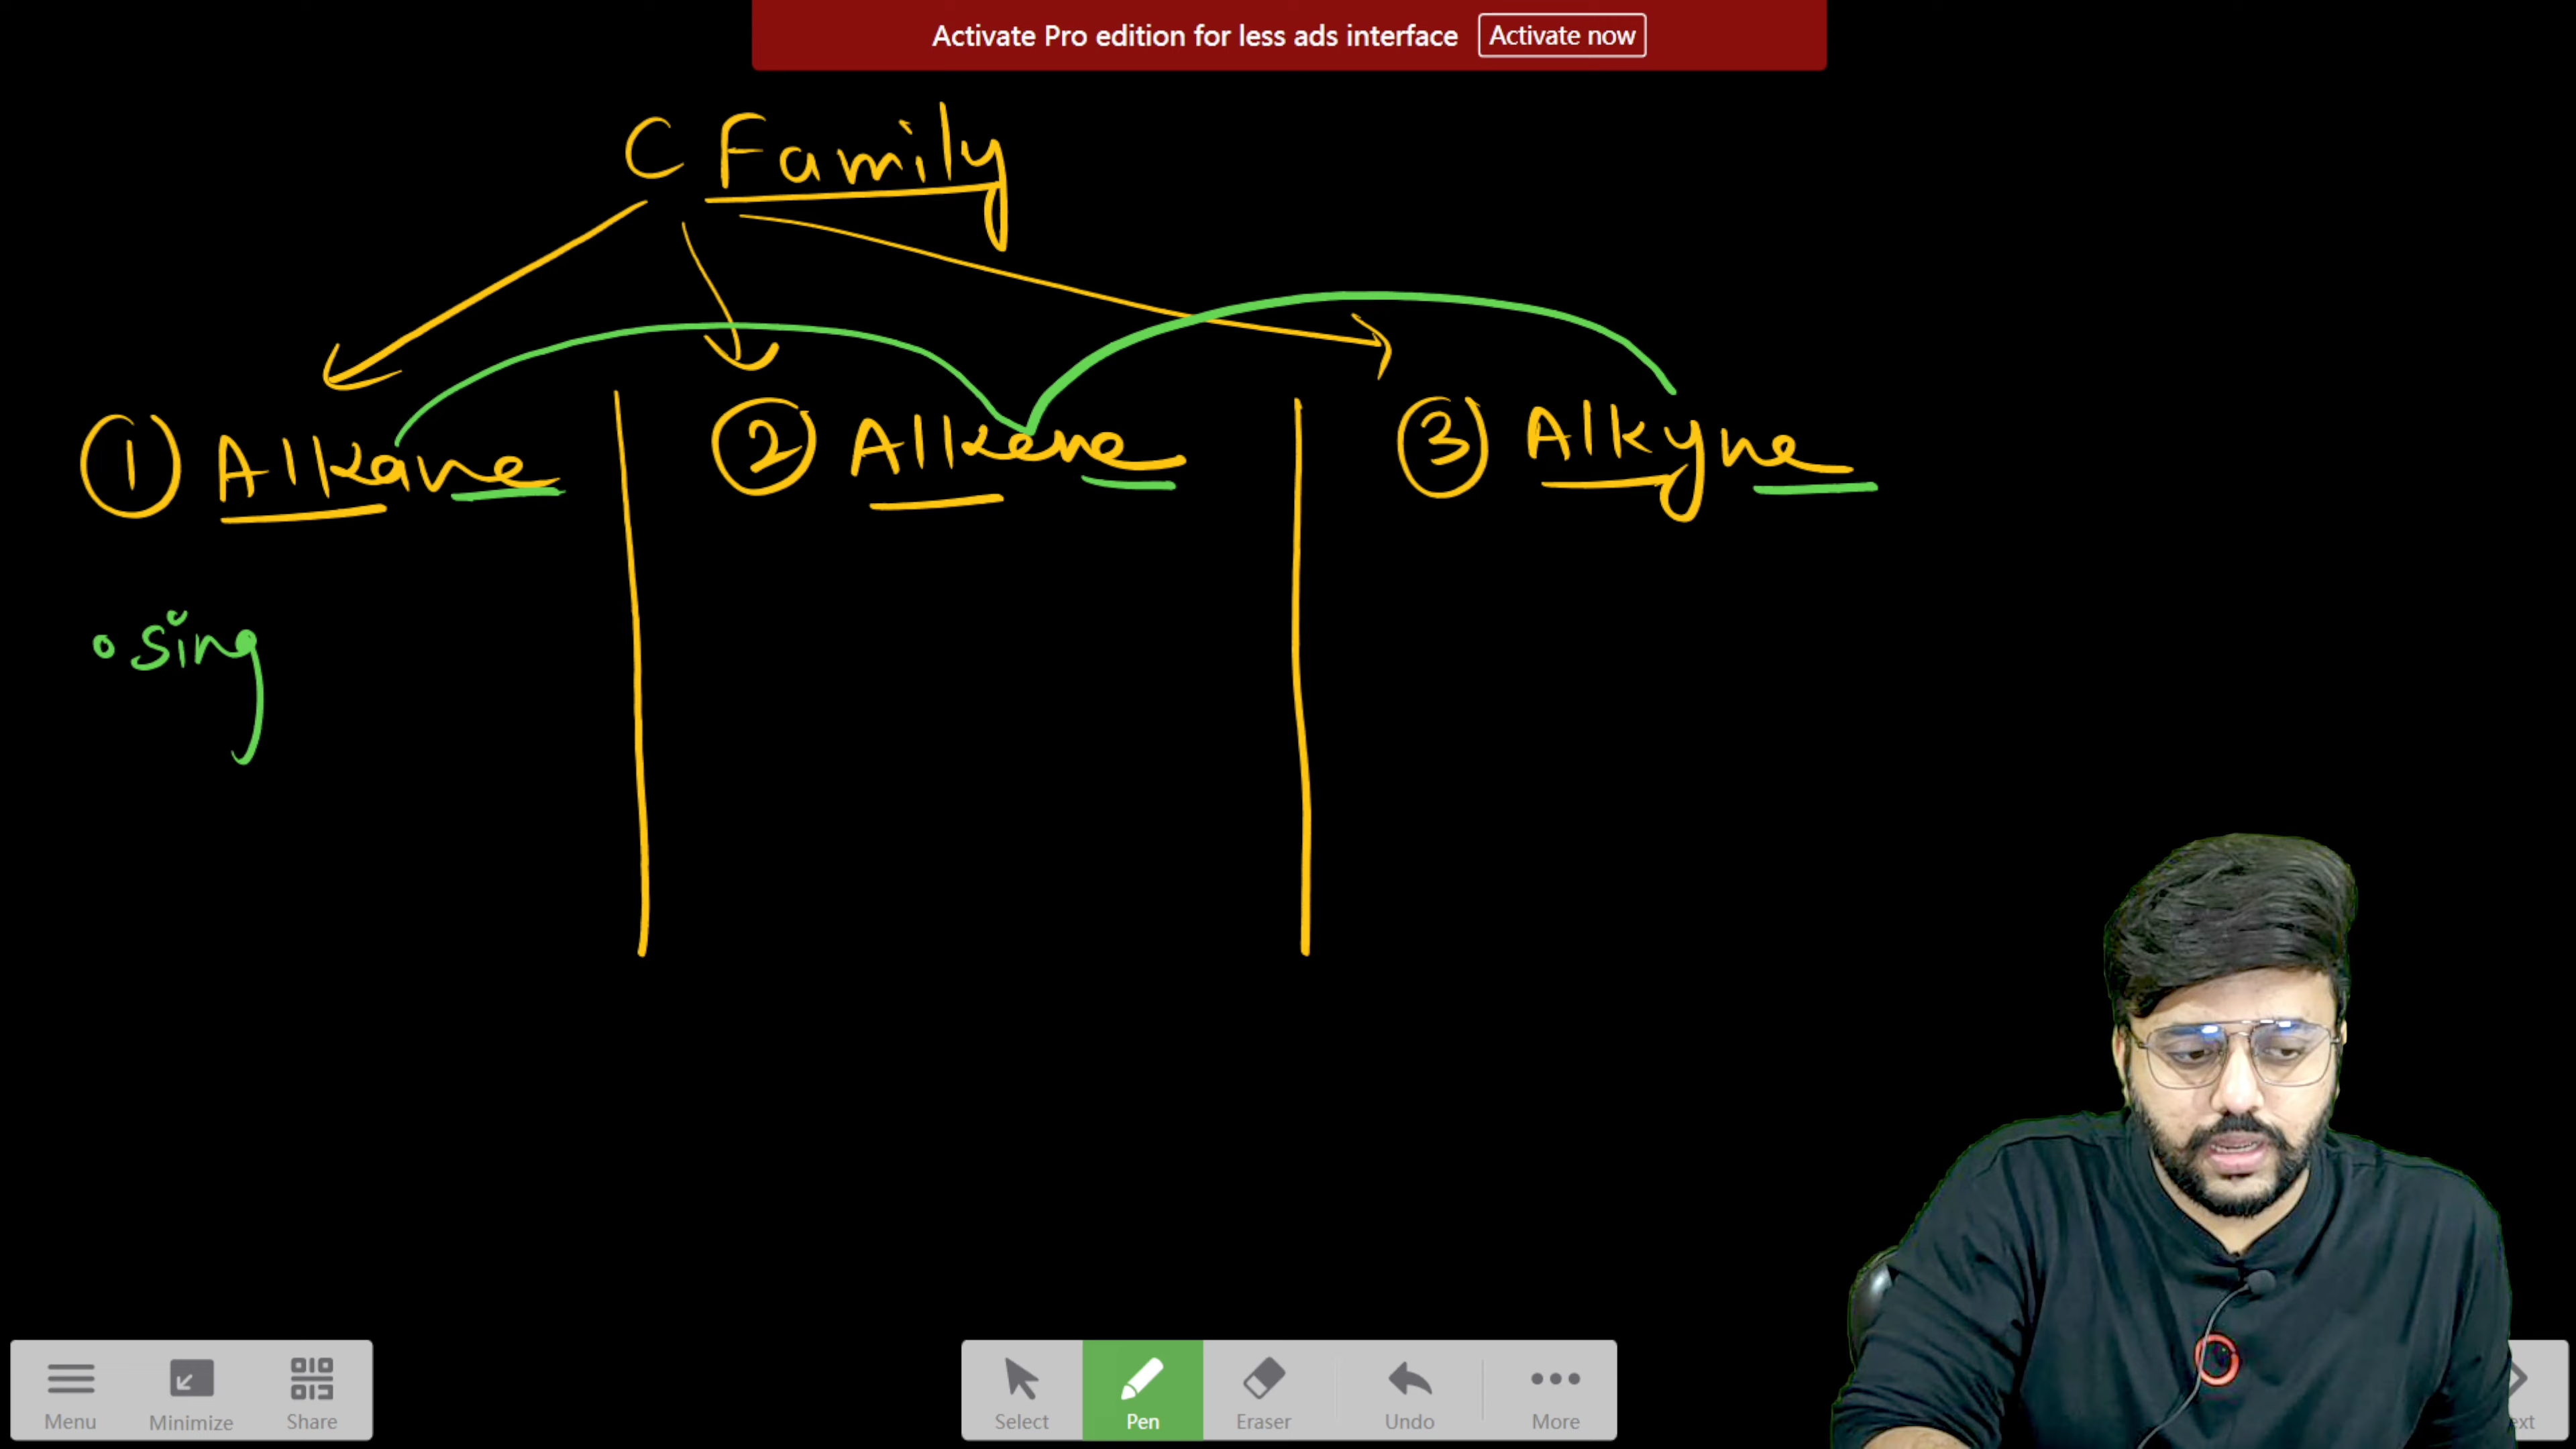 Activate Pro edition for less ads interface Activate now
C Family
1 Alkane 2 Alkene 3 Alkyne
sing
Menu Minimize Share Select Pen Eraser Undo More ext